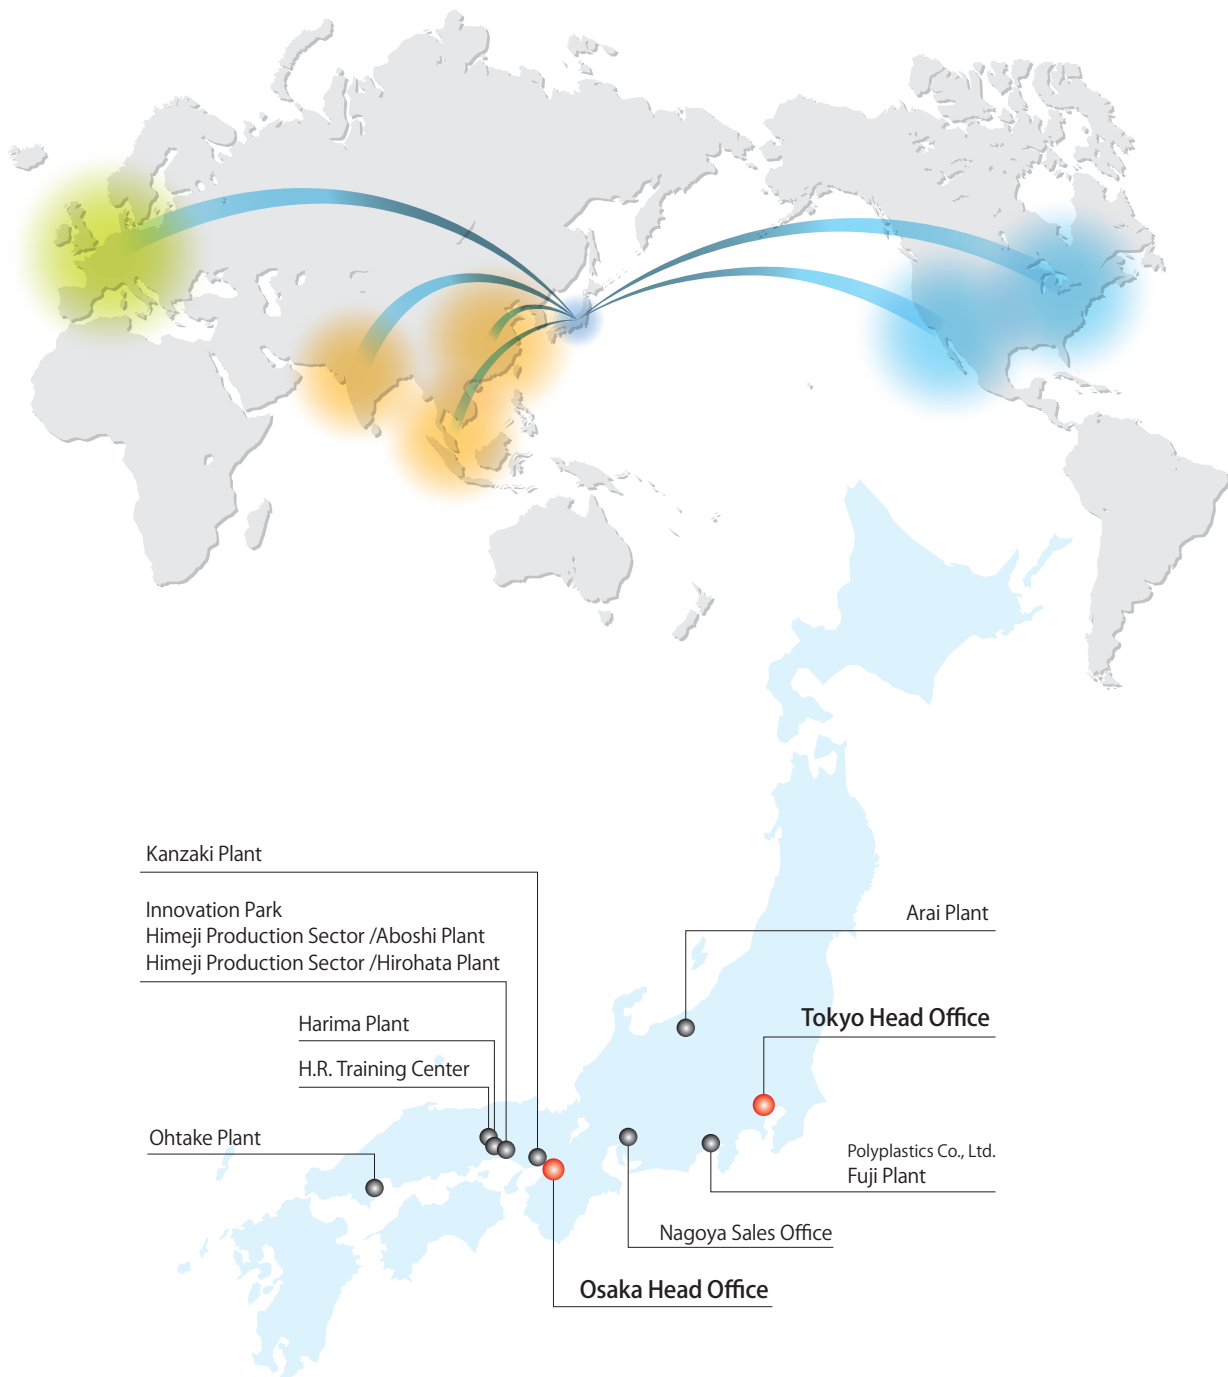 Kanzaki Plant
Innovation Park
Himeji Production Sector /Aboshi Plant
Himeji Production Sector /Hirohata Plant
Harima Plant
H.R. Training Center
Ohtake Plant
Arai Plant
Tokyo Head Office
Polyplastics Co., Ltd.
Fuji Plant
Nagoya Sales Office
Osaka Head Office